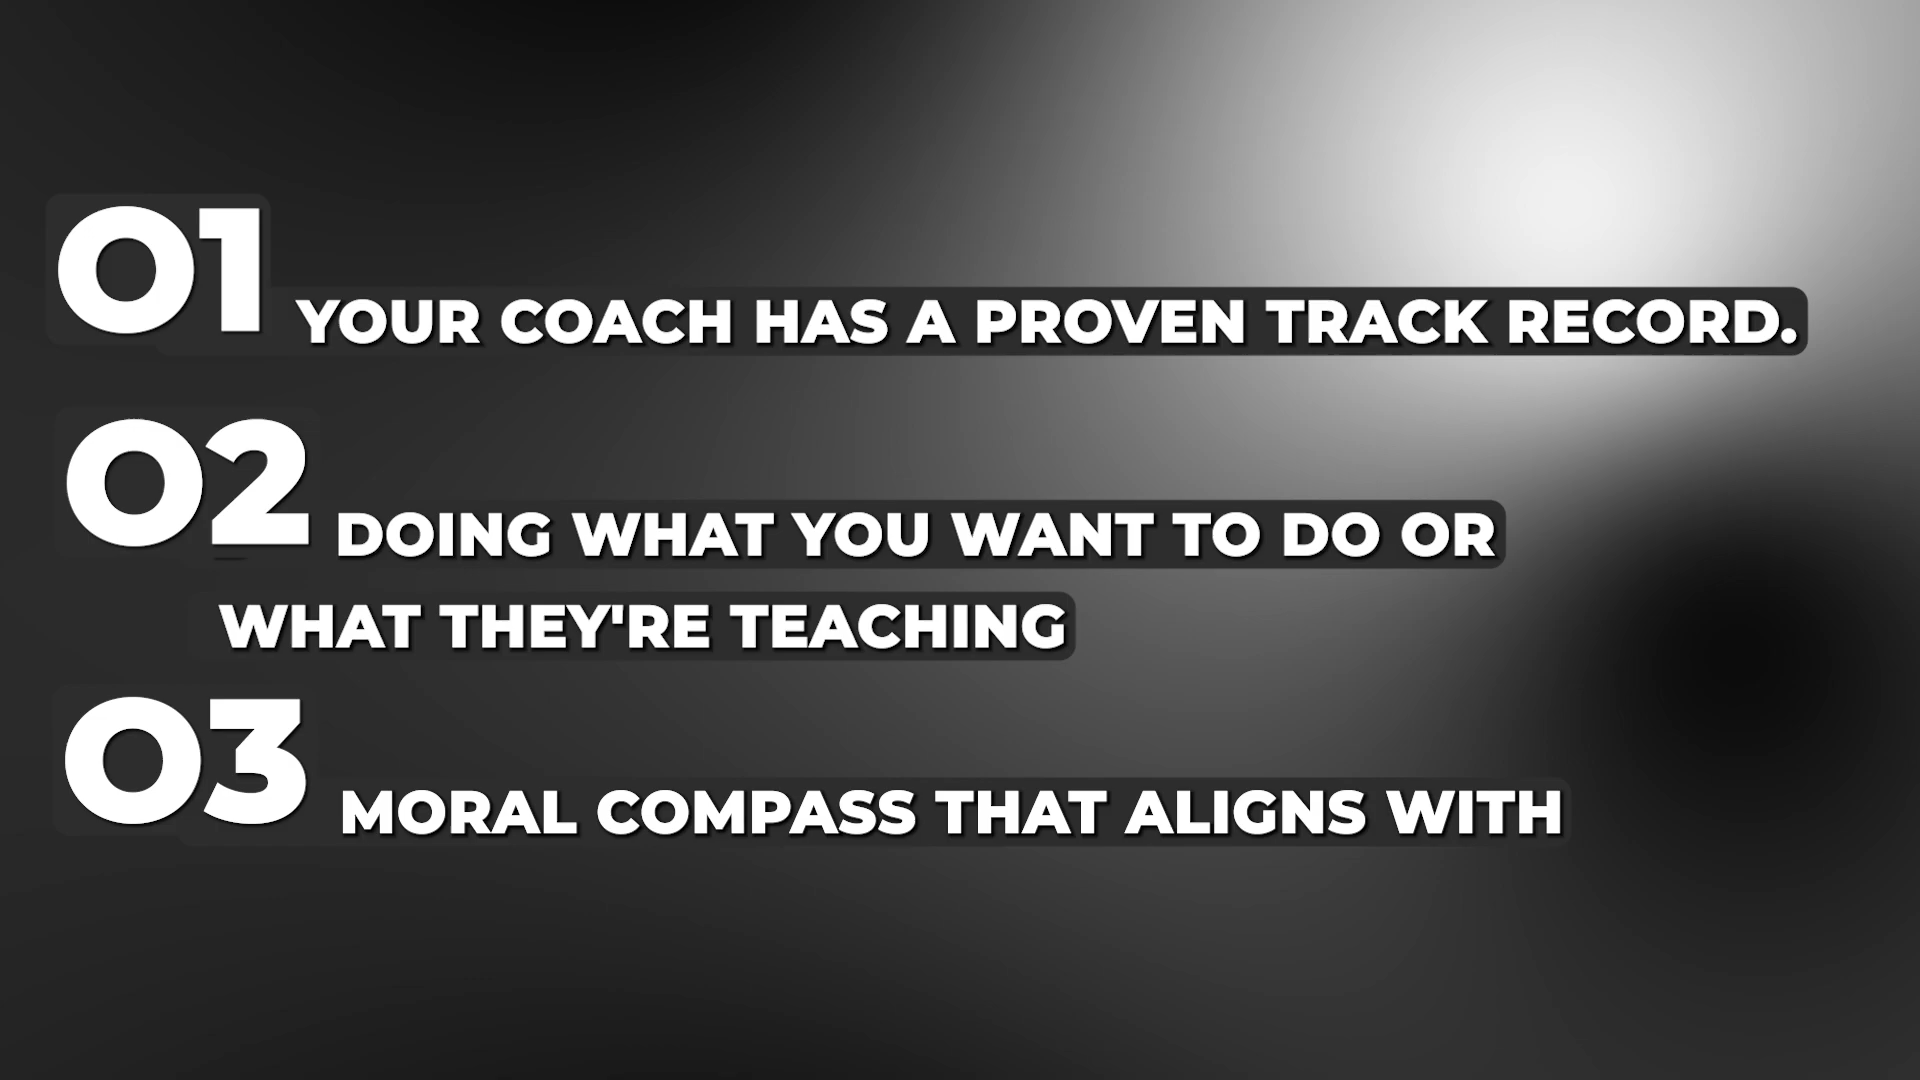 01 YOUR COACH HAS A PROVEN TRACK RECORD.
02 DOING WHAT YOU WANT TO DO OR
WHAT THEY'RE TEACHING
03 MORAL COMPASS THAT ALIGNS WITH